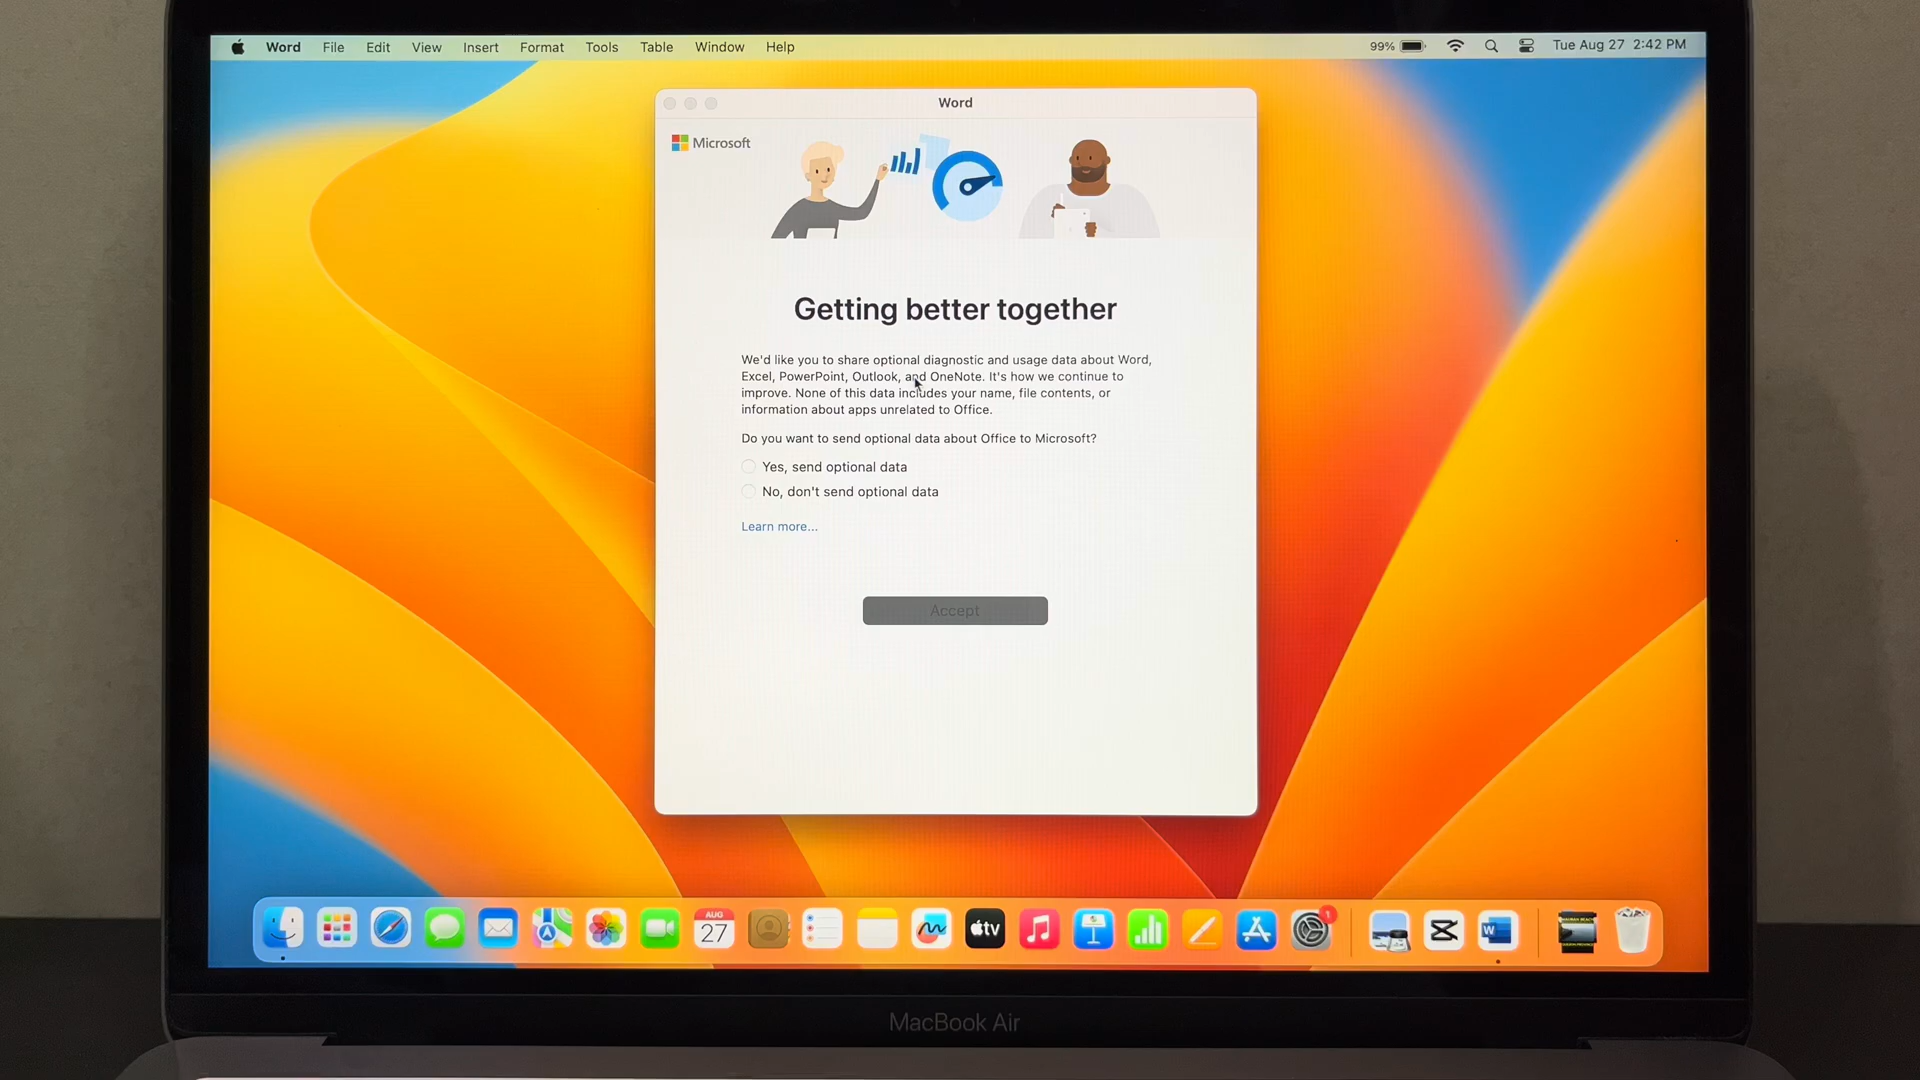 Word File Edit View Insert Format Tools Table Window Help 99% Tue Aug 27 2:42 PM
Word
Microsoft
Getting better together
We'd like you to share optional diagnostic and usage data about Word,
Excel, PowerPoint, Outlook, and OneNote. It's how we continue to
improve. None of this data includes your name, file contents, or
information about apps unrelated to Office.
Do you want to send optional data about Office to Microsoft?
Yes, send optional data
No, don't send optional data
Learn more...
Accept
AUG
27
tv
1
W
MacBook Air